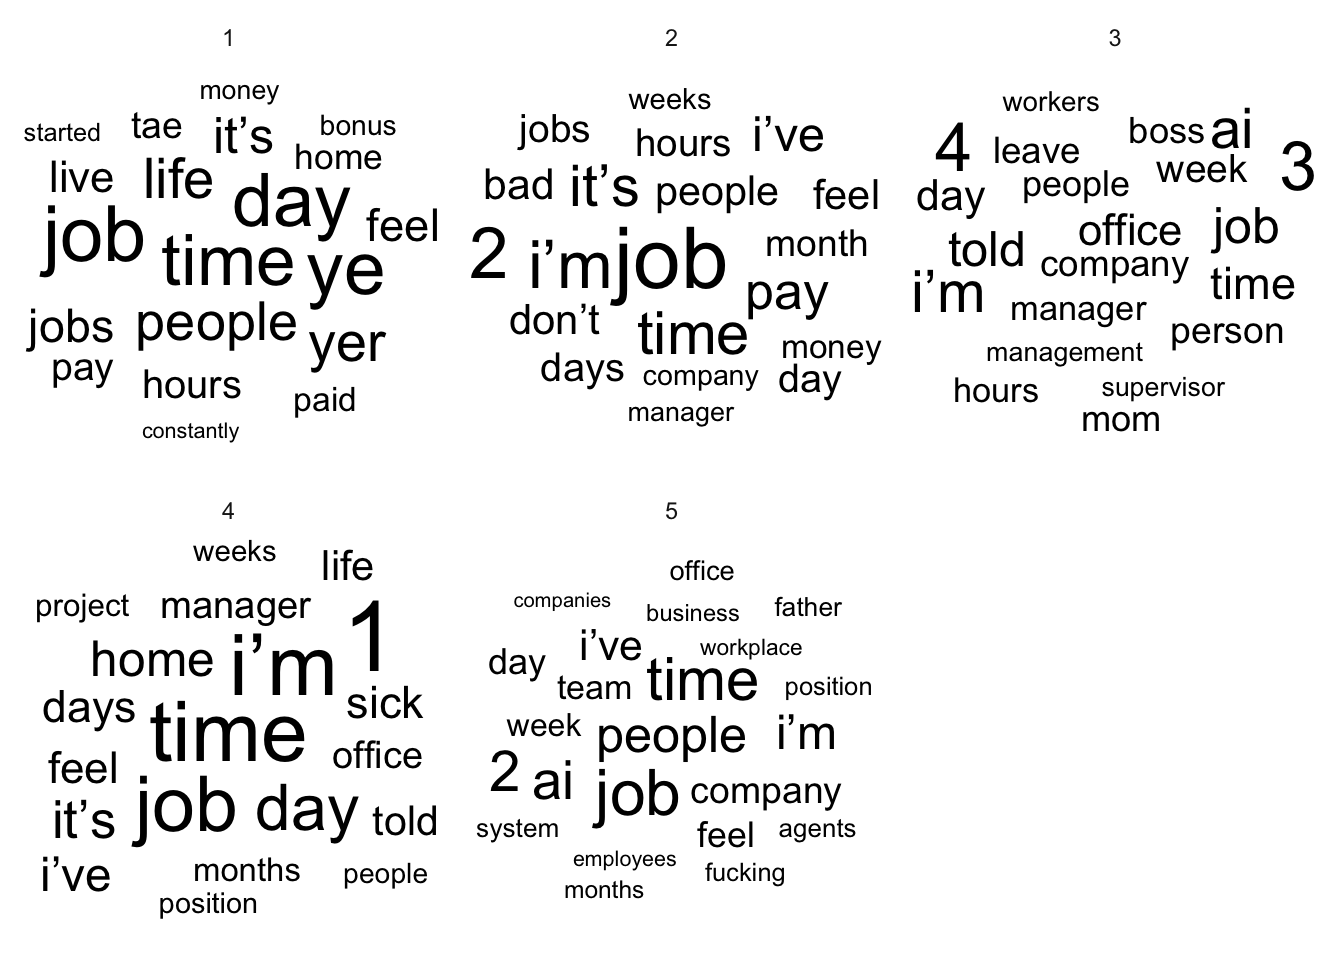 1
money
started tae it’s bonus
home
live life day
job feel
time ye
jobs people yer
pay hours paid
constantly
2
weeks
jobs hours i’ve
bad it’s people feel
2 i’m job month
pay
don’t time money
days company day
manager
3
workers
4 leave boss ai
people week 3
day
told office job
company
i’m manager time
person
management
hours supervisor
mom
4
weeks life
project manager 1
home i’m
days time sick
feel office
it’s job day told
i’ve months people
position
5
office
companies business father
i’ve workplace
day team time position
week people i’m
2 ai job company
system feel agents
employees fucking
months